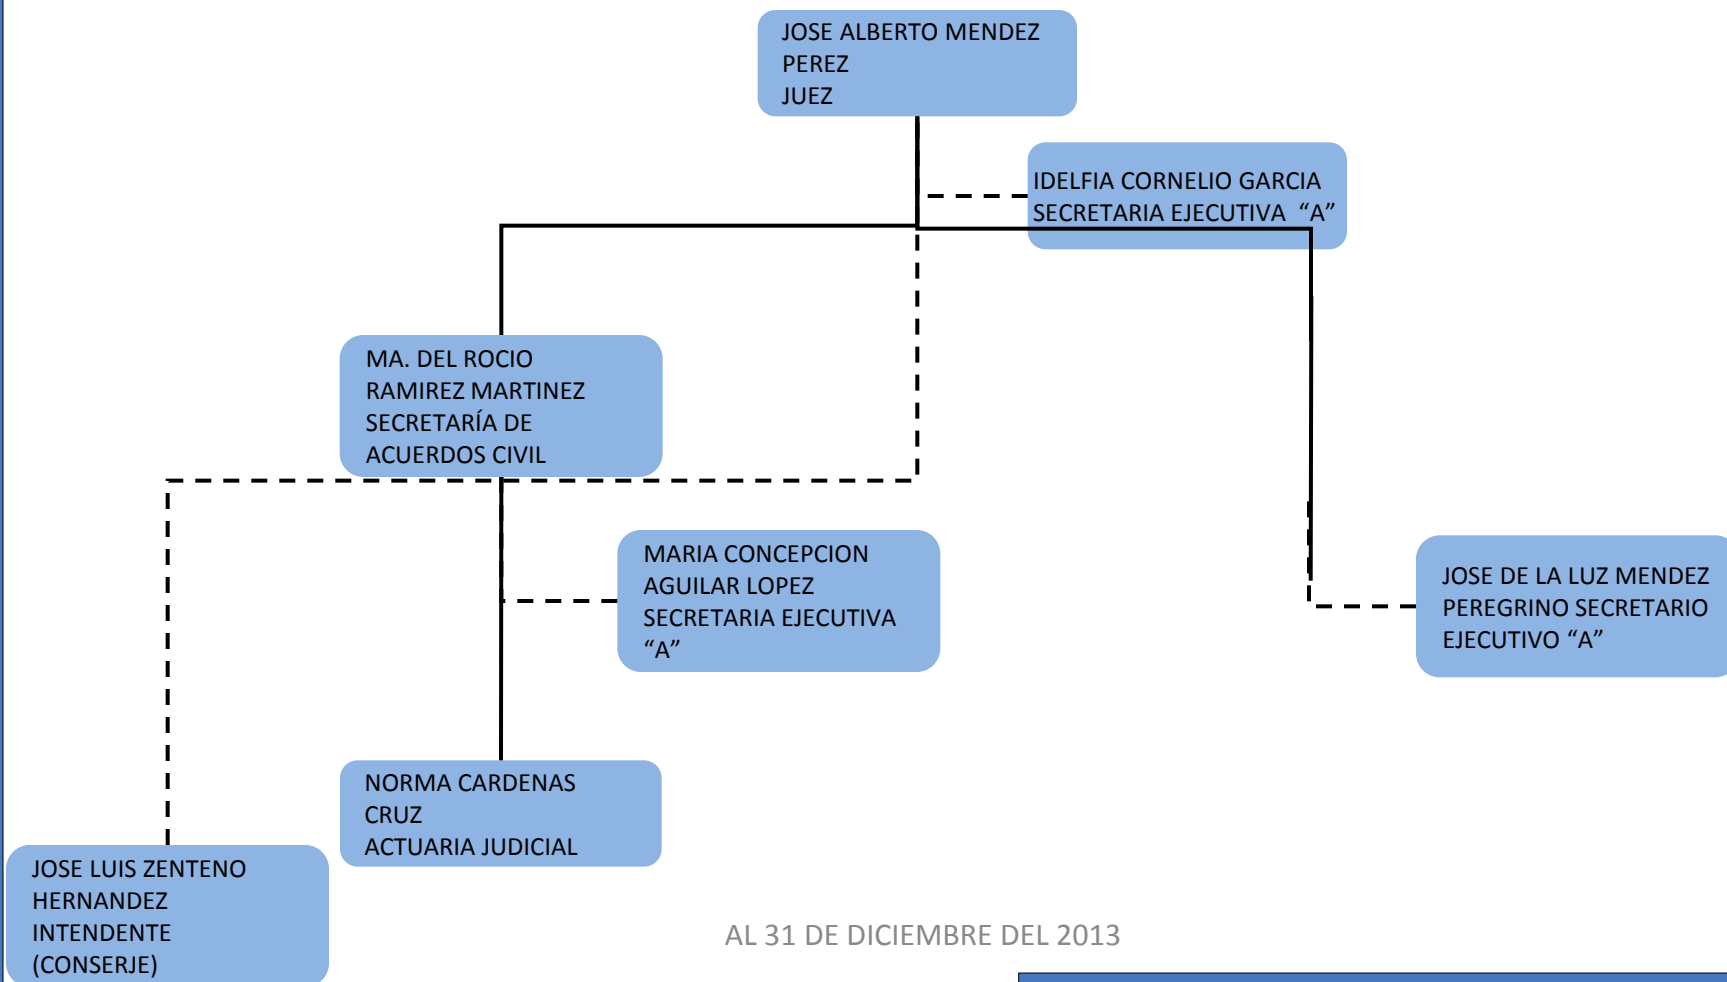 JOSE ALBERTO MENDEZ
PEREZ
JUEZ
IDELFIA CORNELIO GARCIA
SECRETARIA EJECUTIVA “A”
MA. DEL ROCIO
RAMIREZ MARTINEZ
SECRETARÍA DE
ACUERDOS CIVIL
MARIA CONCEPCION
AGUILAR LOPEZ
SECRETARIA EJECUTIVA
“A”
JOSE DE LA LUZ MENDEZ
PEREGRINO SECRETARIO
EJECUTIVO “A”
NORMA CARDENAS
CRUZ
ACTUARIA JUDICIAL
JOSE LUIS ZENTENO
HERNANDEZ
INTENDENTE
(CONSERJE)
AL 31 DE DICIEMBRE DEL 2013